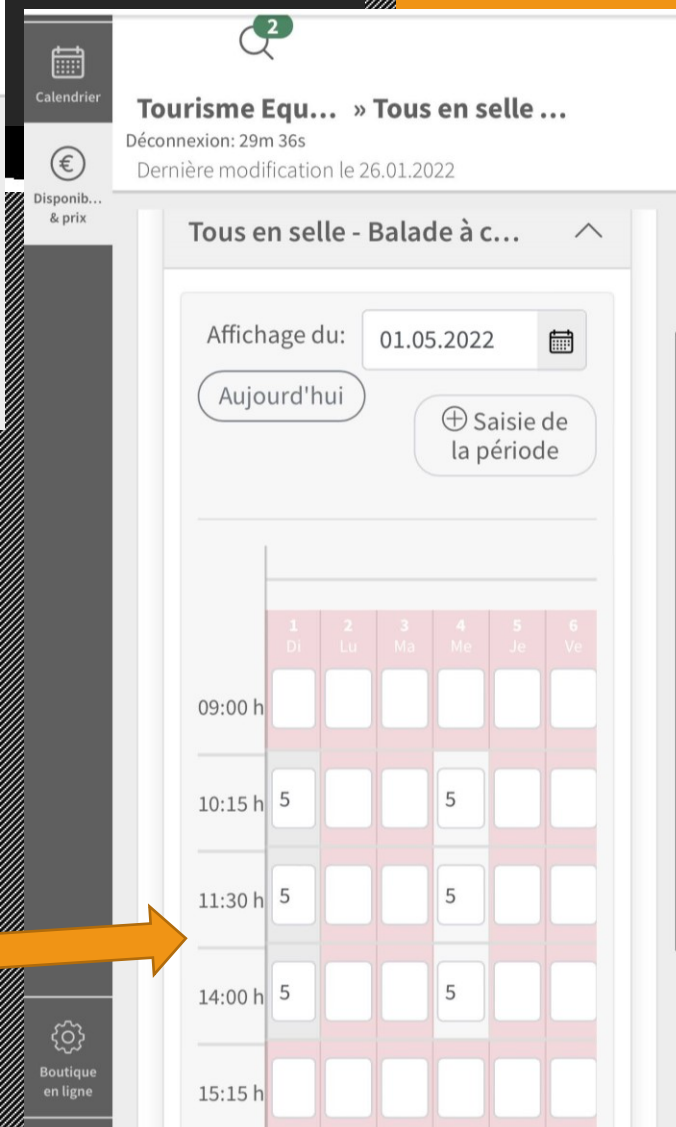 2
Calendrier
Tourisme Equ... » Tous en selle ...
Déconnexion: 29m 36s
Dernière modification le 26.01.2022
€
Disponib...
& prix
Tous en selle - Balade à c...
Affichage du: 01.05.2022
Aujourd'hui
Saisie de
la période
1 2 3 4 5 6
Di Lu Ma Me Je Ve
09:00 h
10:15 h 5 5
11:30 h 5 5
14:00 h 5 5
15:15 h
Boutique
en ligne